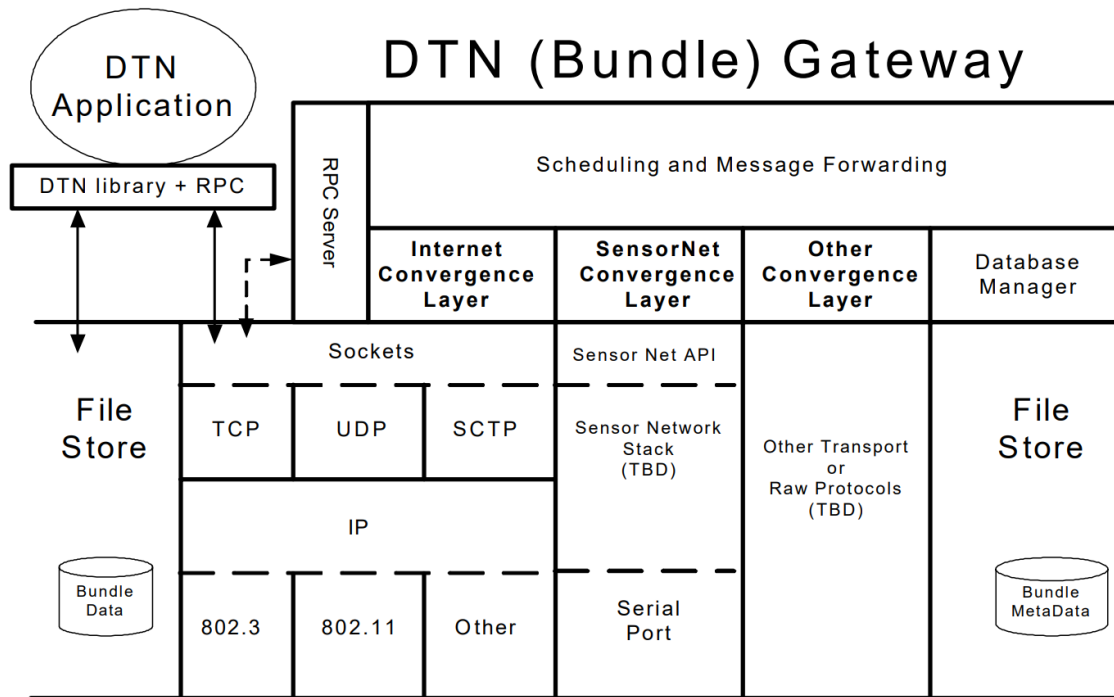 DTN (Bundle) Gateway
DTN
Application
DTN library + RPC
RPC Server
Scheduling and Message Forwarding
Internet
Convergence
Layer
SensorNet
Convergence
Layer
Other
Convergence
Layer
Database
Manager
File
Store
Bundle
Data
Sockets
TCP
UDP
SCTP
IP
802.3
802.11
Other
Sensor Net API
Sensor Network
Stack
(TBD)
Serial
Port
Other Transport
or
Raw Protocols
(TBD)
File
Store
Bundle
MetaData